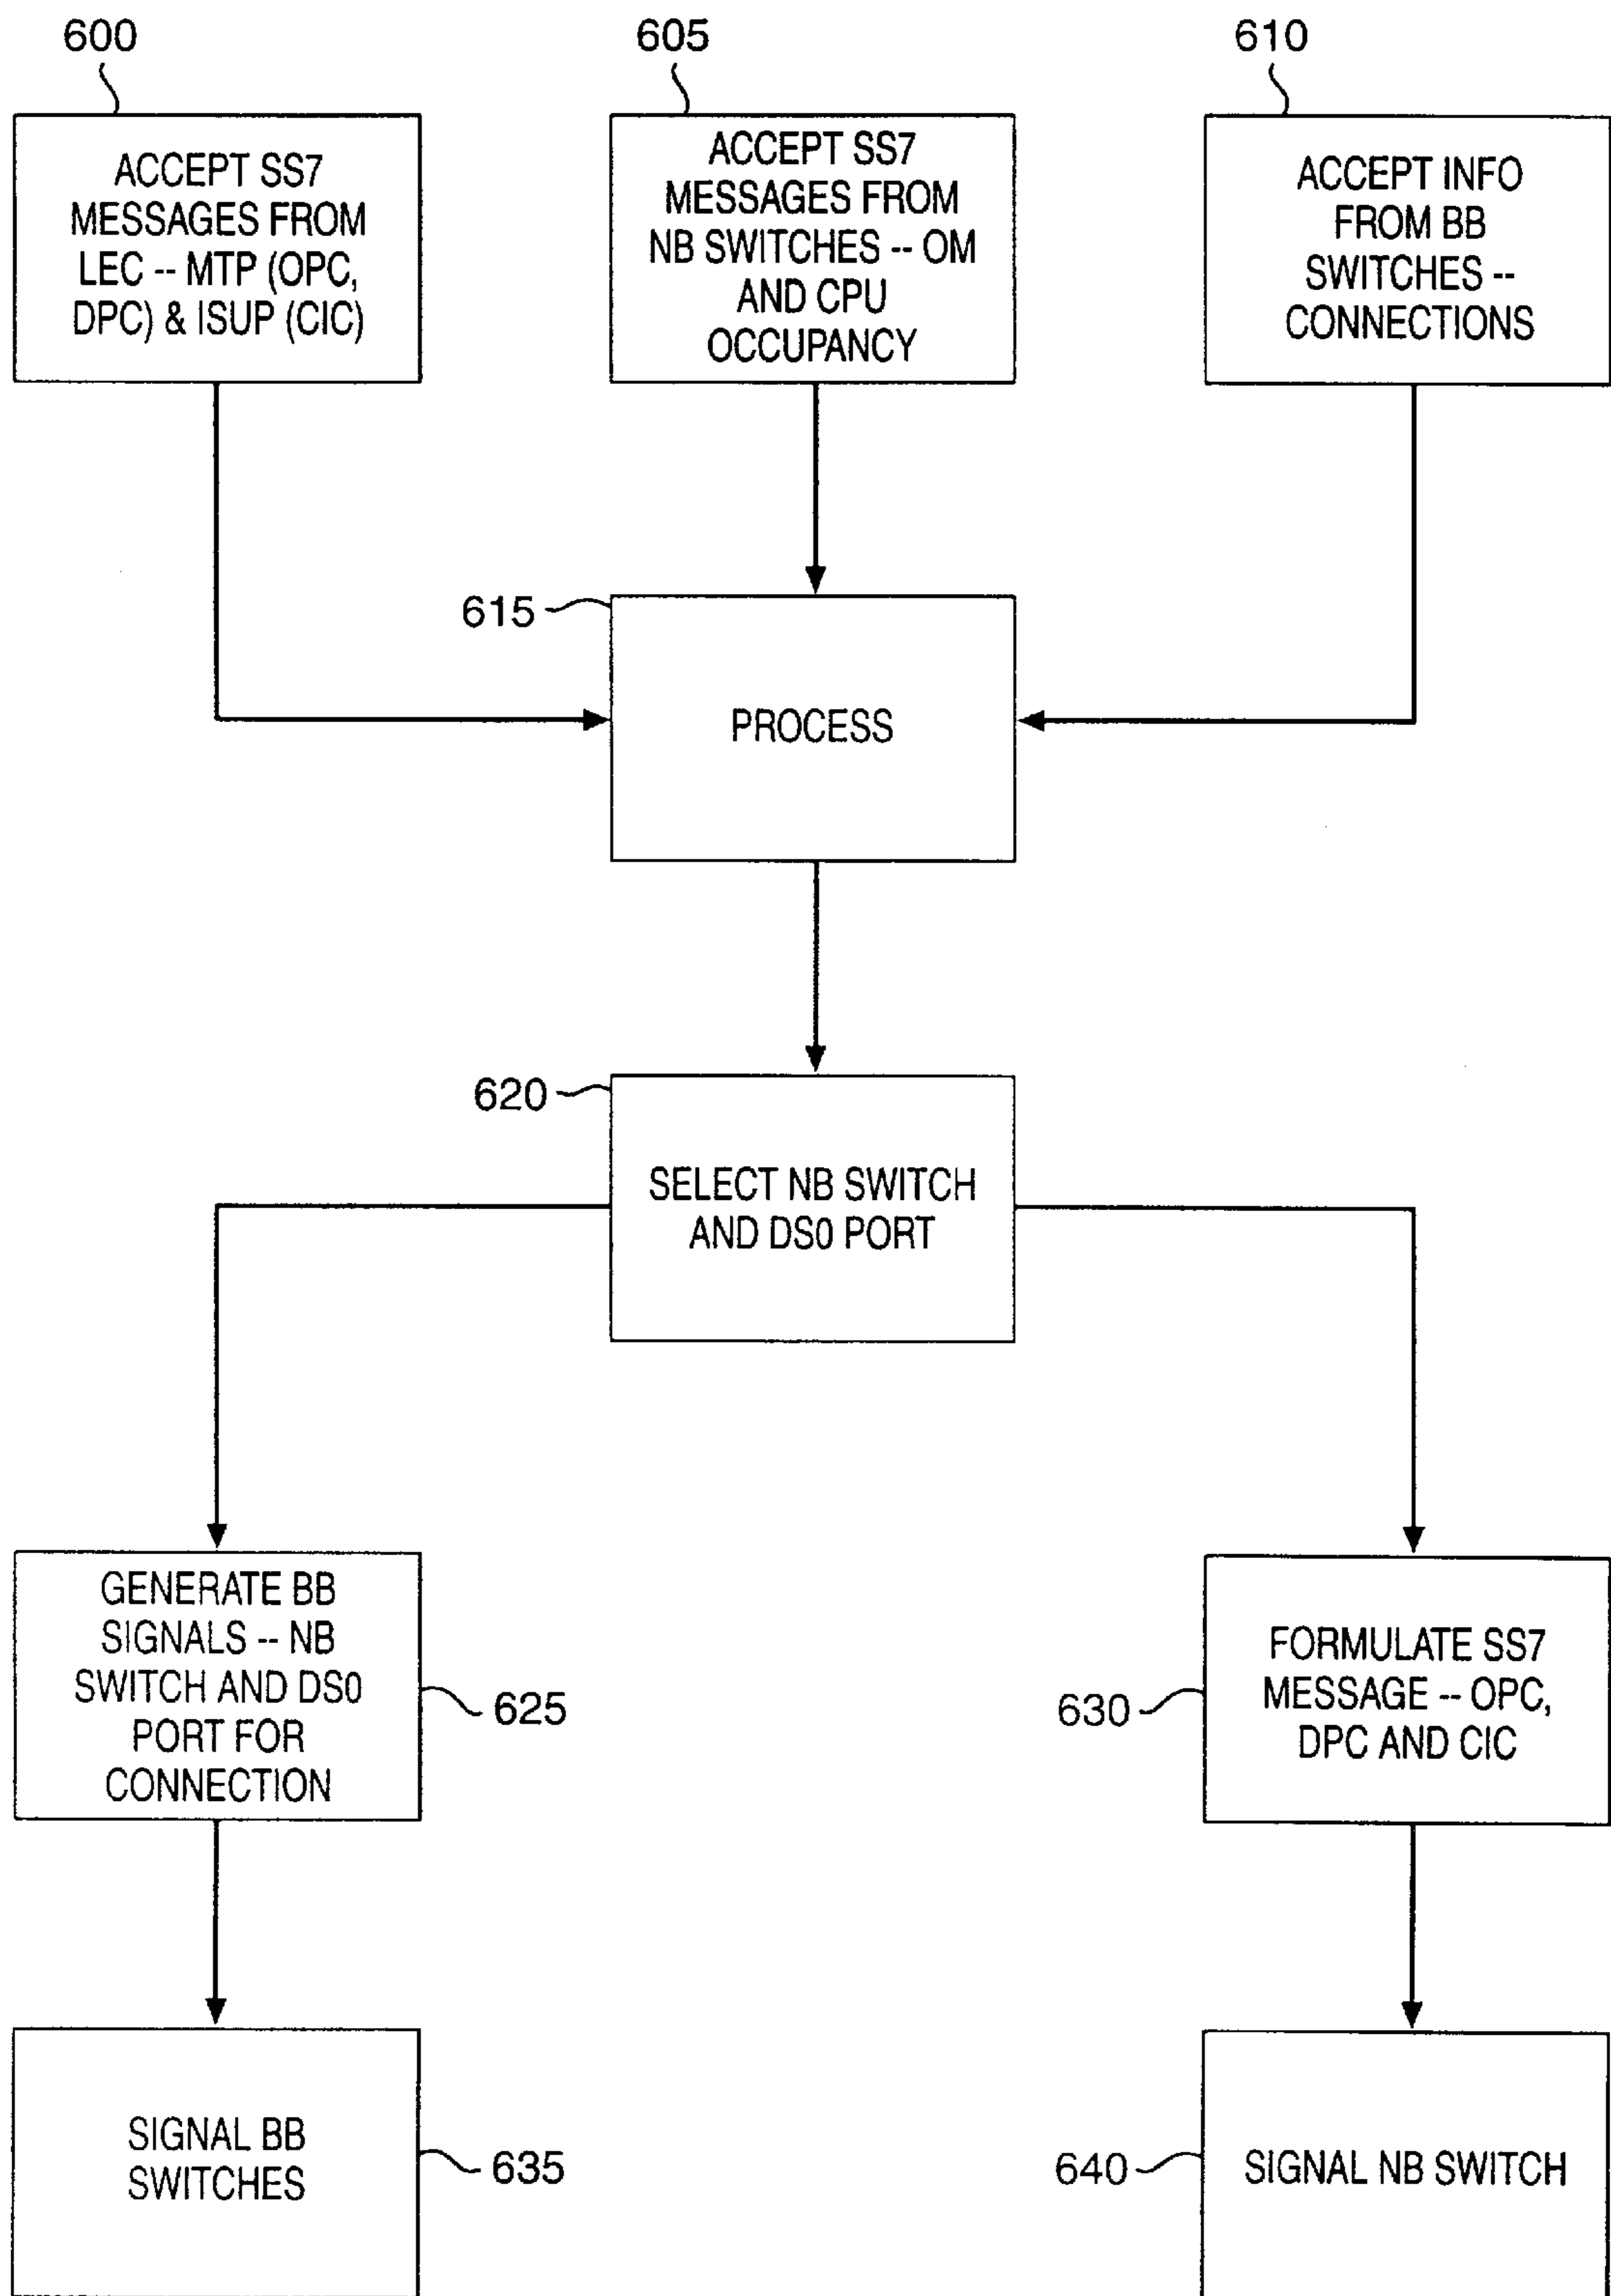 600
605
610
ACCEPT SS7
MESSAGES FROM
LEC -- MTP (OPC,
DPC) & ISUP (CIC)
ACCEPT SS7
MESSAGES FROM
NB SWITCHES -- OM
AND CPU
OCCUPANCY
ACCEPT INFO
FROM BB
SWITCHES --
CONNECTIONS
615
PROCESS
620
SELECT NB SWITCH
AND DS0 PORT
GENERATE BB
SIGNALS -- NB
SWITCH AND DS0
PORT FOR
CONNECTION
625
630
FORMULATE SS7
MESSAGE -- OPC,
DPC AND CIC
SIGNAL BB
SWITCHES
635
640
SIGNAL NB SWITCH